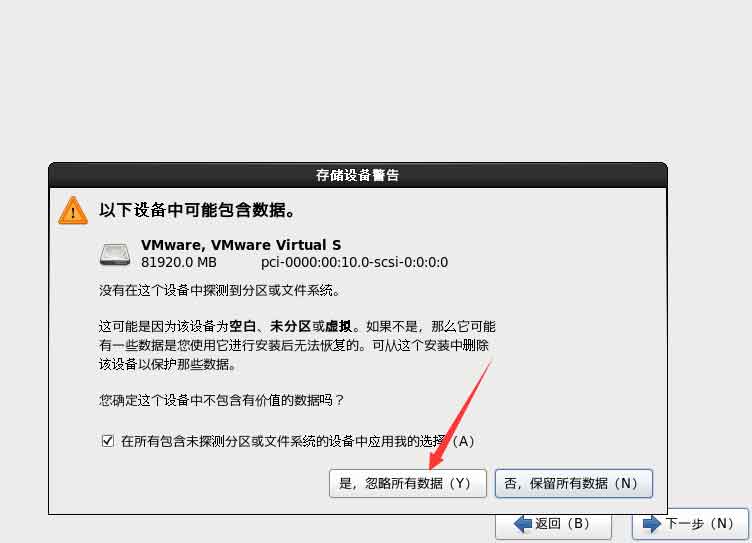 存储设备警告
以下设备中可能包含数据。
VMware, VMware Virtual S
81920.0 MB pci-0000:00:10.0-scsi-0:0:0:0
没有在这个设备中探测到分区或文件系统。
这可能是因为该设备为空白、未分区或虚拟。如果不是，那么它可能
有一些数据是您使用它进行安装后无法恢复的。可从这个安装中删除
该设备以保护那些数据。
您确定这个设备中不包含有价值的数据吗？
在所有包含未探测分区或文件系统的设备中应用我的选择（A）
是，忽略所有数据（Y） 否，保留所有数据（N）
返回（B） 下一步（N）